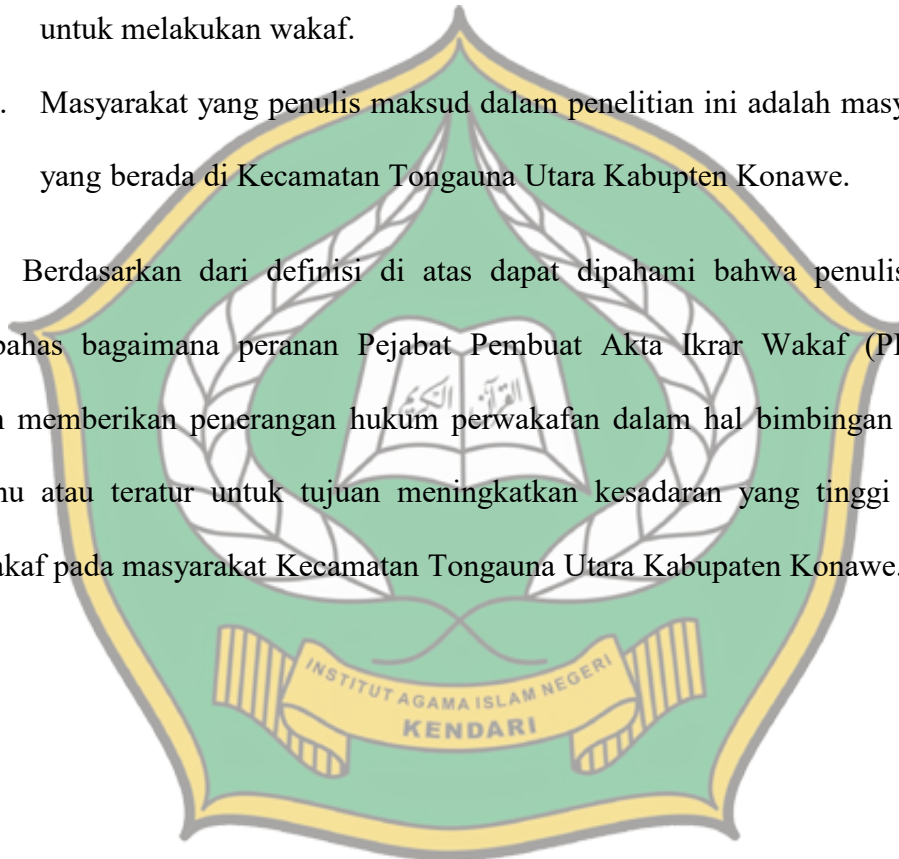 untuk melakukan wakaf.
. Masyarakat yang penulis maksud dalam penelitian ini adalah
yang berada di Kecamatan Tongauna Utara Kabupten Konawe.
Berdasarkan dari definisi di atas dapat dipahami bahwa penulis
bagaimana peranan Pejabat Pembuat Akta Ikrar Wakaf
memberikan penerangan hukum perwakafan dalam hal bimbingan
atau teratur untuk tujuan meningkatkan kesadaran yang tinggi
pada masyarakat Kecamatan Tongauna Utara Kabupaten Konawe.
القرآن الكريم
INSTITUT AGAMA ISLAM NEGERI
KENDARI